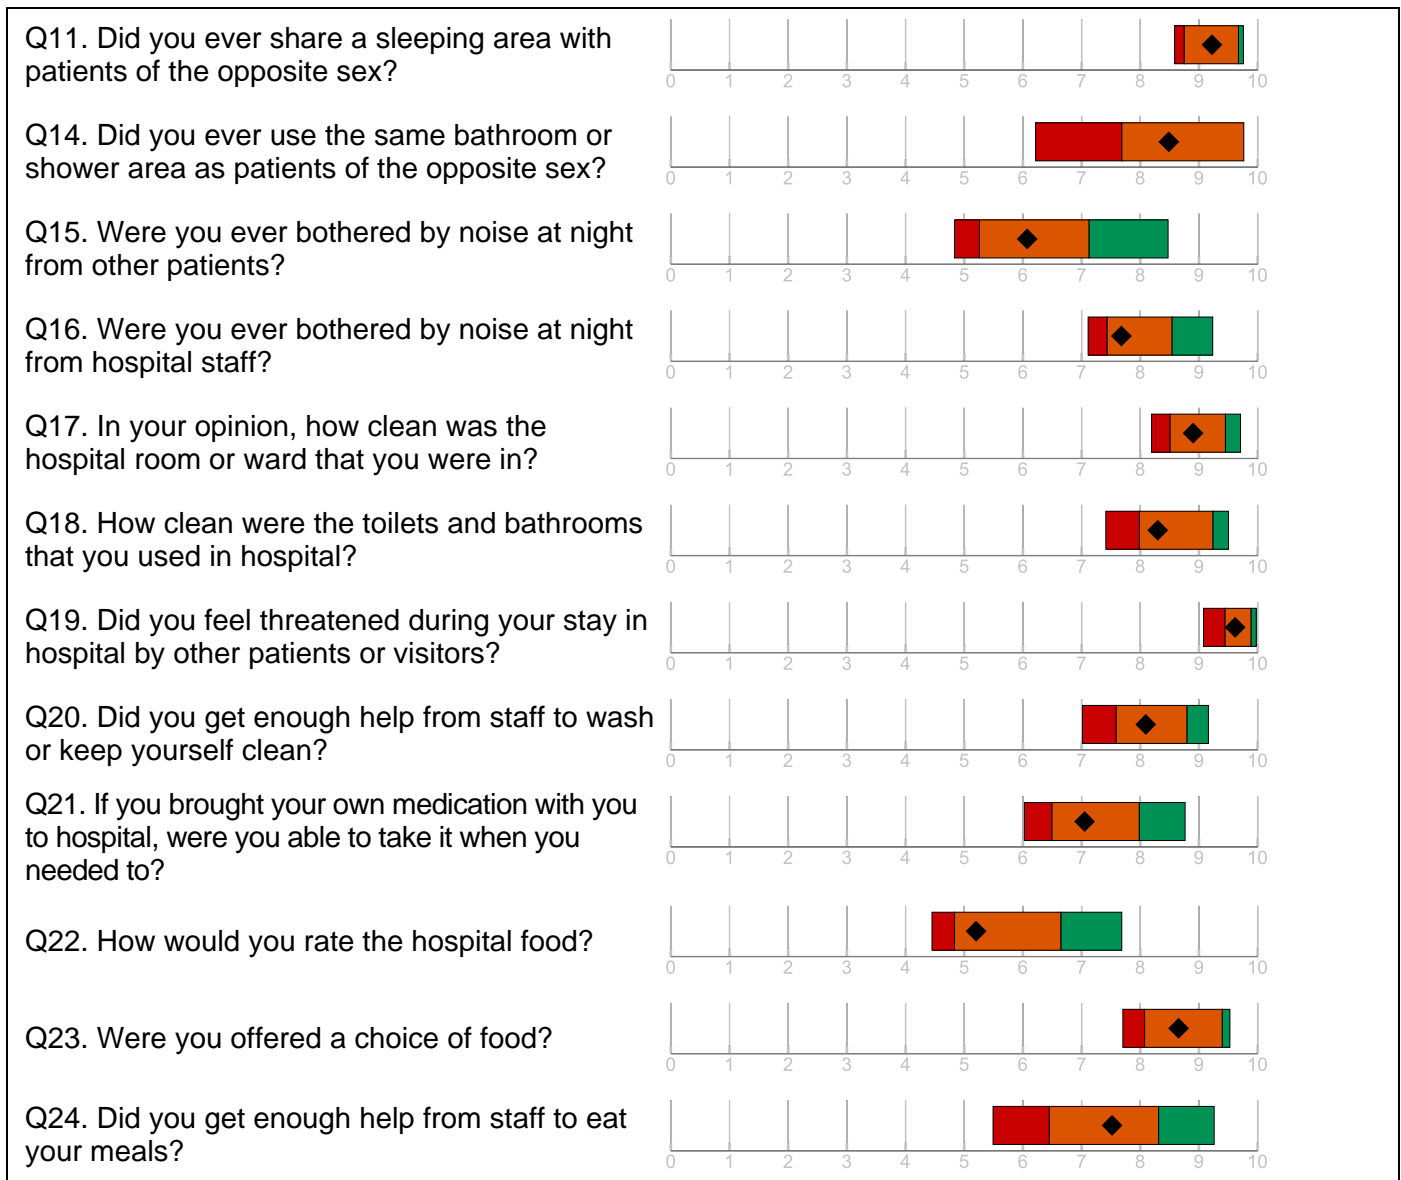 Q11. Did you ever share a sleeping area with
patients of the opposite sex?
0 1 2 3 4 5 6 7 8 9 10
Q14. Did you ever use the same bathroom or
shower area as patients of the opposite sex?
0 1 2 3 4 5 6 7 8 9 10
Q15. Were you ever bothered by noise at night
from other patients?
0 1 2 3 4 5 6 7 8 9 10
Q16. Were you ever bothered by noise at night
from hospital staff?
0 1 2 3 4 5 6 7 8 9 10
Q17. In your opinion, how clean was the
hospital room or ward that you were in?
0 1 2 3 4 5 6 7 8 9 10
Q18. How clean were the toilets and bathrooms
that you used in hospital?
0 1 2 3 4 5 6 7 8 9 10
Q19. Did you feel threatened during your stay in
hospital by other patients or visitors?
0 1 2 3 4 5 6 7 8 9 10
Q20. Did you get enough help from staff to wash
or keep yourself clean?
0 1 2 3 4 5 6 7 8 9 10
Q21. If you brought your own medication with you
to hospital, were you able to take it when you
needed to?
0 1 2 3 4 5 6 7 8 9 10
Q22. How would you rate the hospital food?
0 1 2 3 4 5 6 7 8 9 10
Q23. Were you offered a choice of food?
0 1 2 3 4 5 6 7 8 9 10
Q24. Did you get enough help from staff to eat
your meals?
0 1 2 3 4 5 6 7 8 9 10